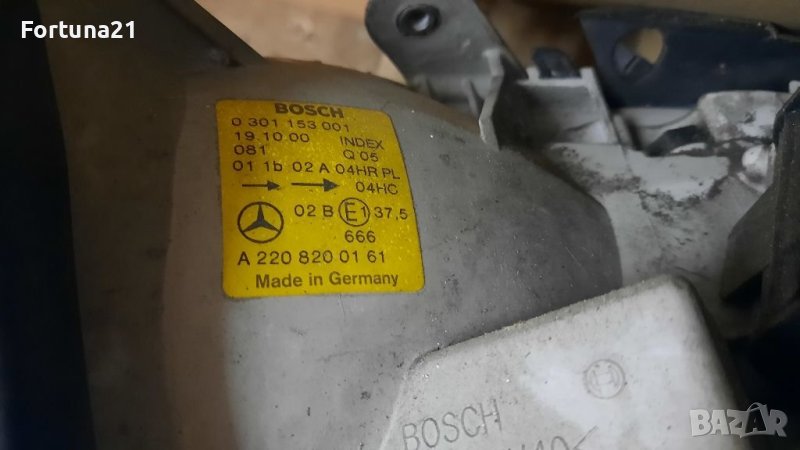 Fortuna21
BOSCH
0 301 153 001
19.10.00 INDEX
081 Q 05
01 1b 02 A 04HR PL
04HC
02 B E1 37,5
666
A 220 820 01 61
Made in Germany
BOSCH
BAZAR